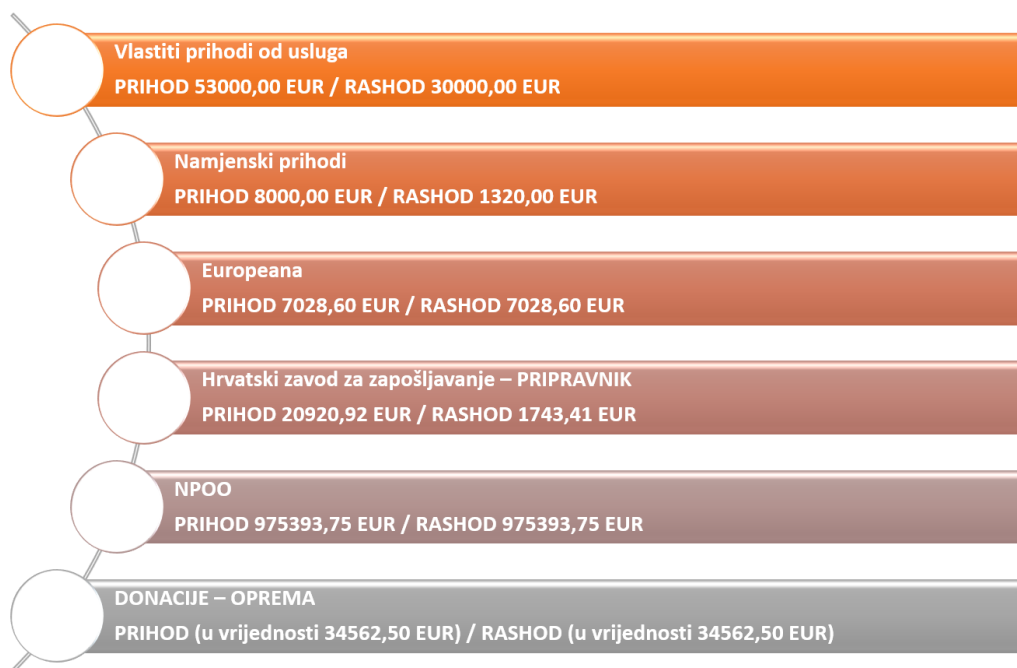 Vlastiti prihodi od usluga
PRIHOD 53000,00 EUR / RASHOD 30000,00 EUR
Namjenski prihodi
PRIHOD 8000,00 EUR / RASHOD 1320,00 EUR
Europeana
PRIHOD 7028,60 EUR / RASHOD 7028,60 EUR
Hrvatski zavod za zapošljavanje – PRIPRAVNIK
PRIHOD 20920,92 EUR / RASHOD 1743,41 EUR
NPOO
PRIHOD 975393,75 EUR / RASHOD 975393,75 EUR
DONACIJE – OPREMA
PRIHOD (u vrijednosti 34562,50 EUR) / RASHOD (u vrijednosti 34562,50 EUR)